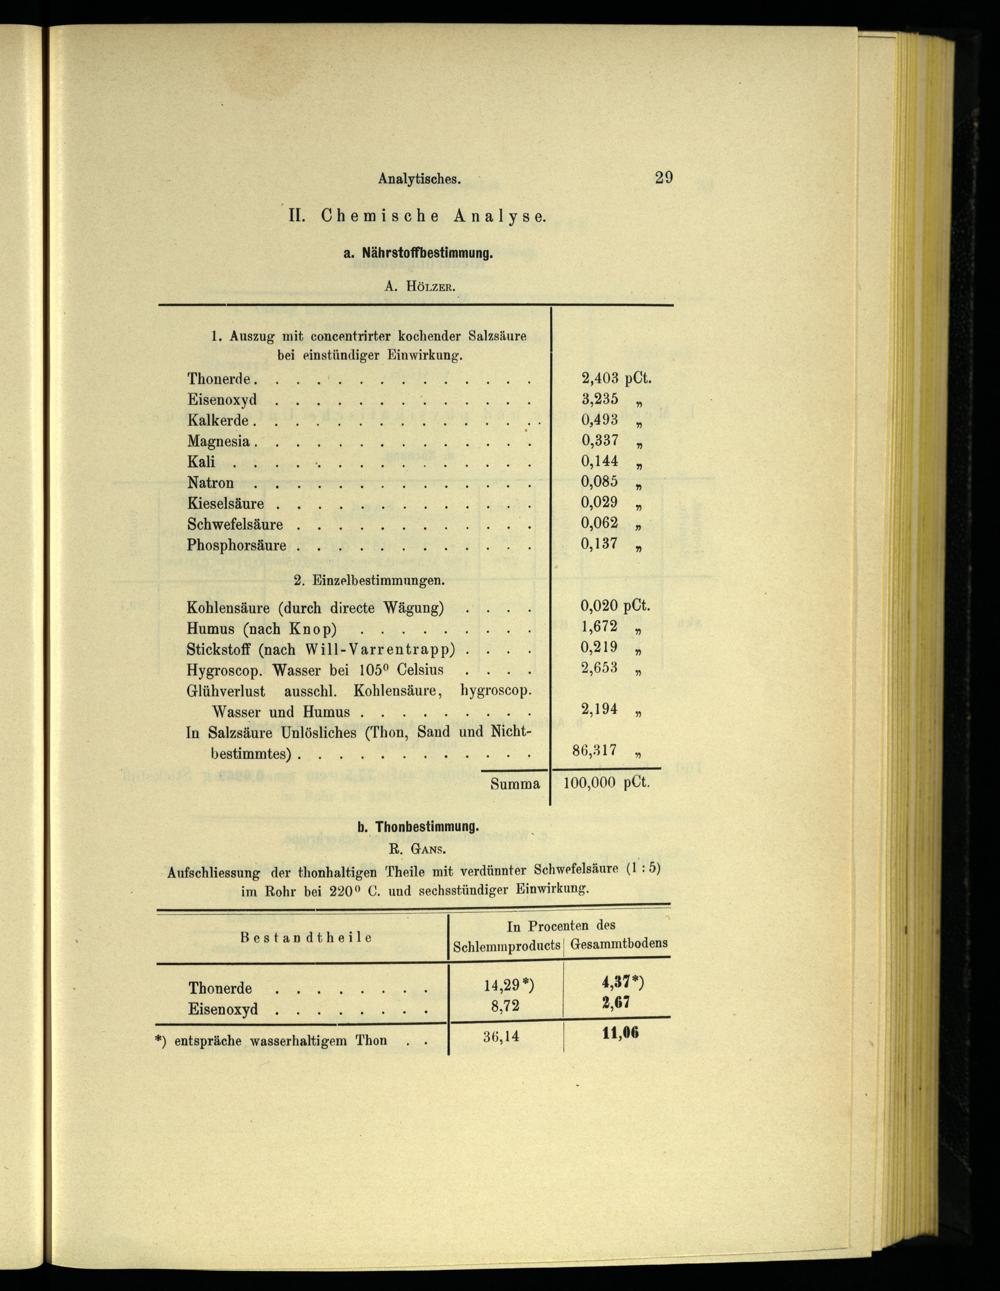 Analytisches. 29
II. Chemische Analyse.
a. Nährstoffbestimmung.
A. Hölzer.
1. Auszug mit concentrirter kochender Salzsäure
bei einstündiger Einwirkung.
Thonerde . . . . . . . . . . . . . . 2,403 pCt.
Eisenoxyd . . . . . . . . . . . . . 3,235 „
Kalkerde . . . . . . . . . . . . . . 0,493 „
Magnesia . . . . . . . . . . . . . . 0,337 „
Kali . . . . . . . . . . . . . . . 0,144 „
Natron . . . . . . . . . . . . . . 0,085 „
Kieselsäure . . . . . . . . . . . . . 0,029 „
Schwefelsäure . . . . . . . . . . . . 0,062 „
Phosphorsäure . . . . . . . . . . . . 0,137 „
2. Einzelbestimmungen.
Kohlensäure (durch directe Wägung) . . . . 0,020 pCt.
Humus (nach Knop) . . . . . . . . . 1,672 „
Stickstoff (nach Will-Varrentrapp) . . . . 0,219 „
Hygroscop. Wasser bei 105⁰ Celsius . . . . 2,653 „
Glühverlust ausschl. Kohlensäure, hygroscop.
Wasser und Humus . . . . . . . . . 2,194 „
In Salzsäure Unlösliches (Thon, Sand und Nicht-
bestimmtes) . . . . . . . . . . . . 86,317 „
Summa 100,000 pCt.
b. Thonbestimmung.
R. Gans.
Aufschliessung der thonhaltigen Theile mit verdünnter Schwefelsäure (1 : 5)
im Rohr bei 220⁰ C. und sechsstündiger Einwirkung.
Bestandtheile
In Procenten des
Schlemmproducts Gesammtbodens
Thonerde . . . . . . . . 14,29*) 4,37*)
Eisenoxyd . . . . . . . . 8,72 2,67
*) entspräche wasserhaltigem Thon . . 36,14 11,06